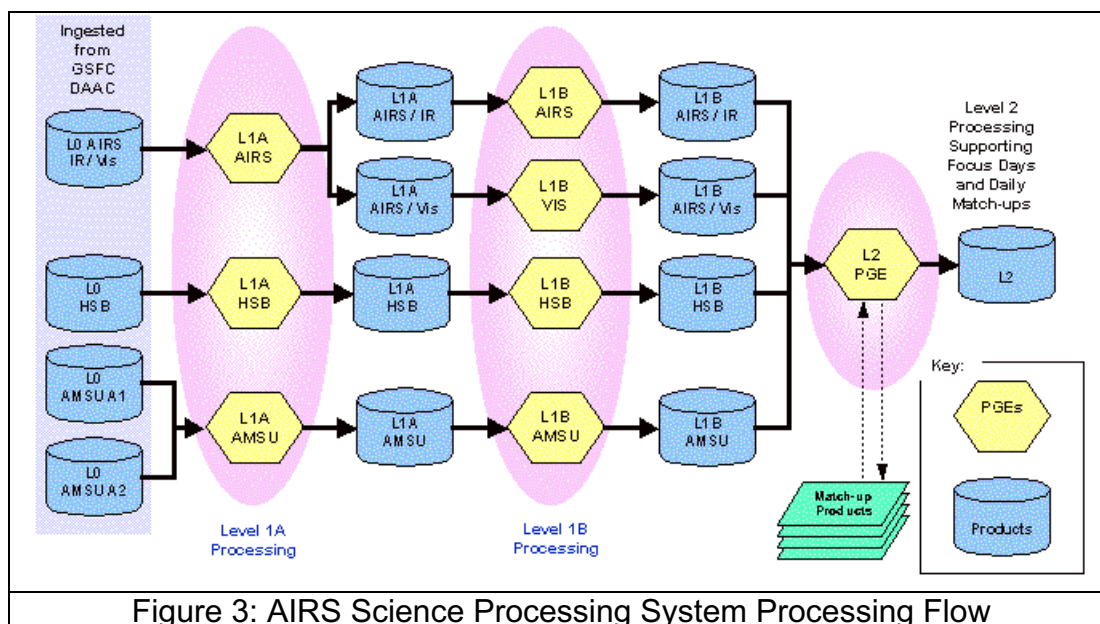 Ingested
from
GSFC
DAAC
L0 AIRS
IR / Vis
L0
HSB
L0
AMSU A1
L0
AMSU A2
L1A
AIRS
L1A
HSB
L1A
AMSU
Level 1A
Processing
L1A
AIRS / IR
L1A
AIRS / Vis
L1A
HSB
L1A
AMSU
L1B
AIRS
L1B
VIS
L1B
HSB
L1B
AMSU
Level 1B
Processing
L1B
AIRS / IR
L1B
AIRS / Vis
L1B
HSB
L1B
AMSU
L2
PGE
Match-up
Products
Level 2
Processing
Supporting
Focus Days
and Daily
Match-ups
L2
Key:
PGEs
Products
Figure 3: AIRS Science Processing System Processing Flow